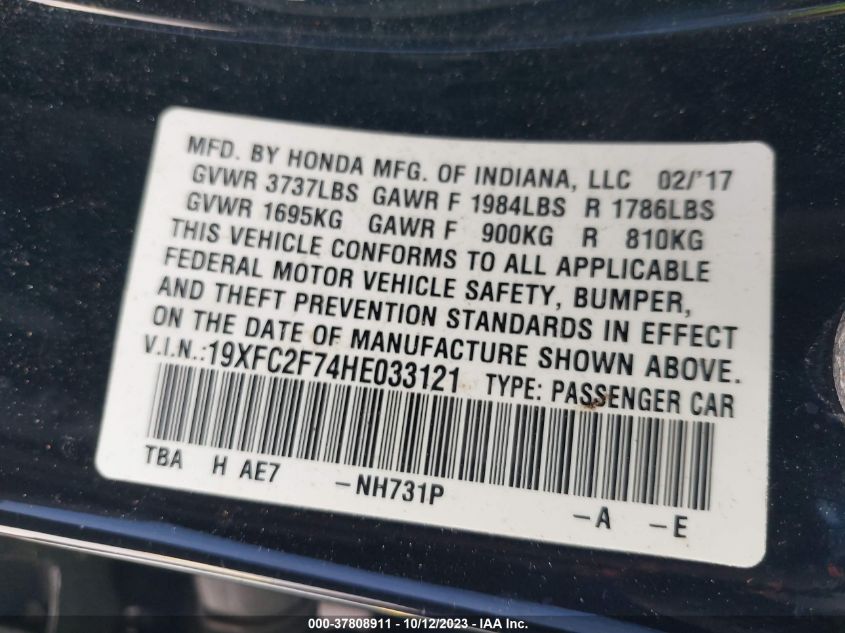 MFD. BY HONDA MFG. OF INDIANA, LLC 02/'17
GVWR 3737LBS GAWR F 1984LBS R 1786LBS
GVWR 1695KG GAWR F 900KG R 810KG
THIS VEHICLE CONFORMS TO ALL APPLICABLE
FEDERAL MOTOR VEHICLE SAFETY, BUMPER,
AND THEFT PREVENTION STANDARDS IN EFFECT
ON THE DATE OF MANUFACTURE SHOWN ABOVE.
V.I.N.:19XFC2F74HE033121 TYPE: PASSENGER CAR
TBA H AE7 -NH731P -A -E
000-37808911 - 10/12/2023 - IAA Inc.